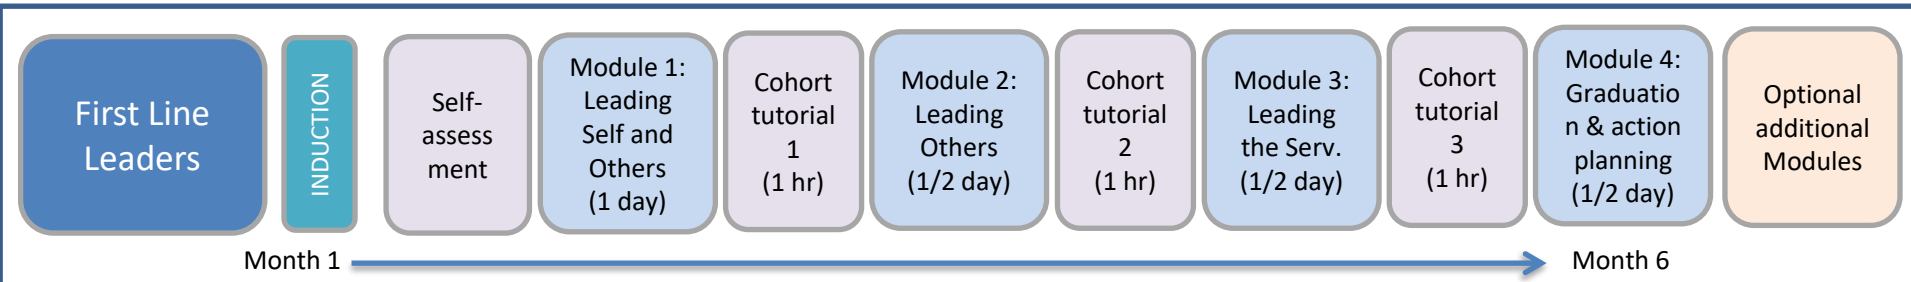 First Line
Leaders
INDUCTION
Self-
assess
ment
Module 1:
Leading
Self and
Others
(1 day)
Cohort
tutorial
1
(1 hr)
Module 2:
Leading
Others
(1/2 day)
Cohort
tutorial
2
(1 hr)
Module 3:
Leading
the Serv.
(1/2 day)
Cohort
tutorial
3
(1 hr)
Module 4:
Graduatio
n & action
planning
(1/2 day)
Optional
additional
Modules
Month 1
Month 6